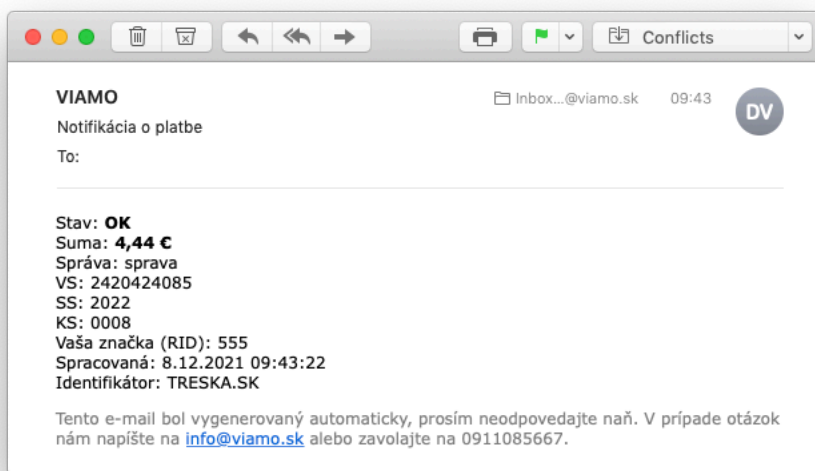 Conflicts
VIAMO
Inbox...@viamo.sk 09:43
DV
Notifikácia o platbe
To:
Stav: OK
Suma: 4,44 €
Správa: sprava
VS: 2420424085
SS: 2022
KS: 0008
Vaša značka (RID): 555
Spracovaná: 8.12.2021 09:43:22
Identifikátor: TRESKA.SK
Tento e-mail bol vygenerovaný automaticky, prosím neodpovedajte naň. V prípade otázok
nám napíšte na info@viamo.sk alebo zavolajte na 0911085667.